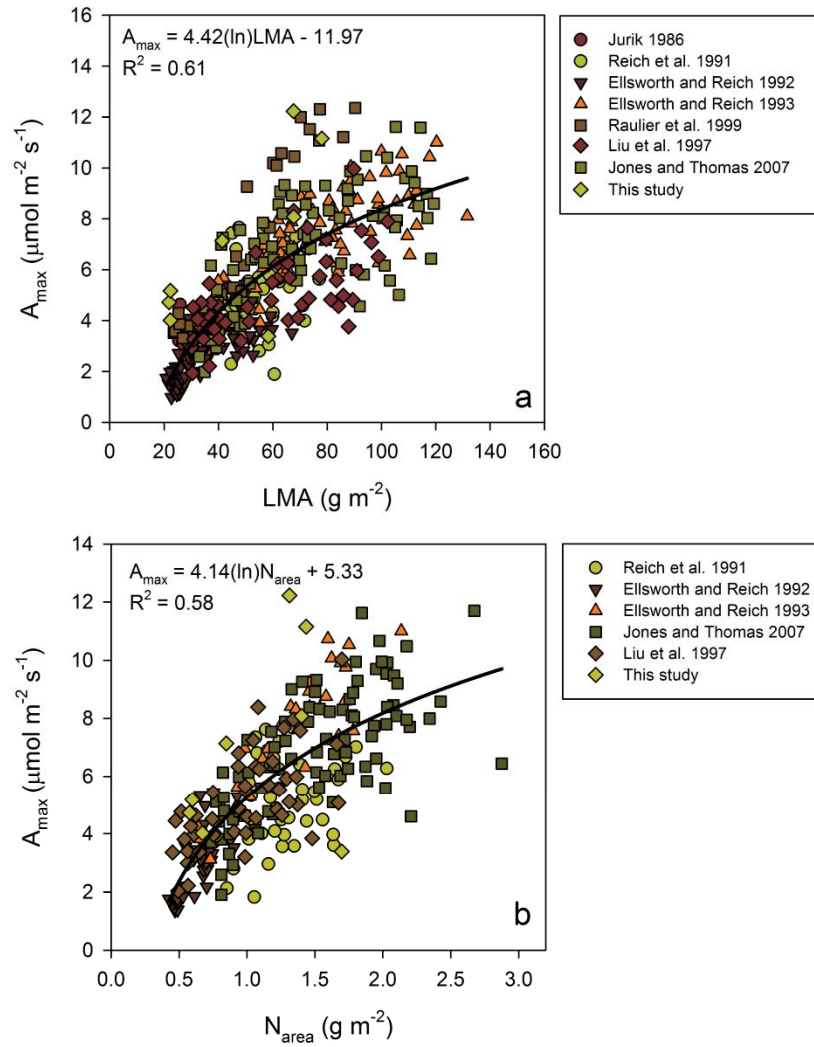 A_max = 4.42(ln)LMA - 11.97
R² = 0.61
16
14
12
10
8
6
4
2
0
A_max (μmol m⁻² s⁻¹)
a
0 20 40 60 80 100 120 140 160
LMA (g m⁻²)
Jurik 1986
Reich et al. 1991
Ellsworth and Reich 1992
Ellsworth and Reich 1993
Raulier et al. 1999
Liu et al. 1997
Jones and Thomas 2007
This study
A_max = 4.14(ln)N_area + 5.33
R² = 0.58
14
12
10
8
6
4
2
0
A_max (μmol m⁻² s⁻¹)
b
0.0 0.5 1.0 1.5 2.0 2.5 3.0
N_area (g m⁻²)
Reich et al. 1991
Ellsworth and Reich 1992
Ellsworth and Reich 1993
Jones and Thomas 2007
Liu et al. 1997
This study